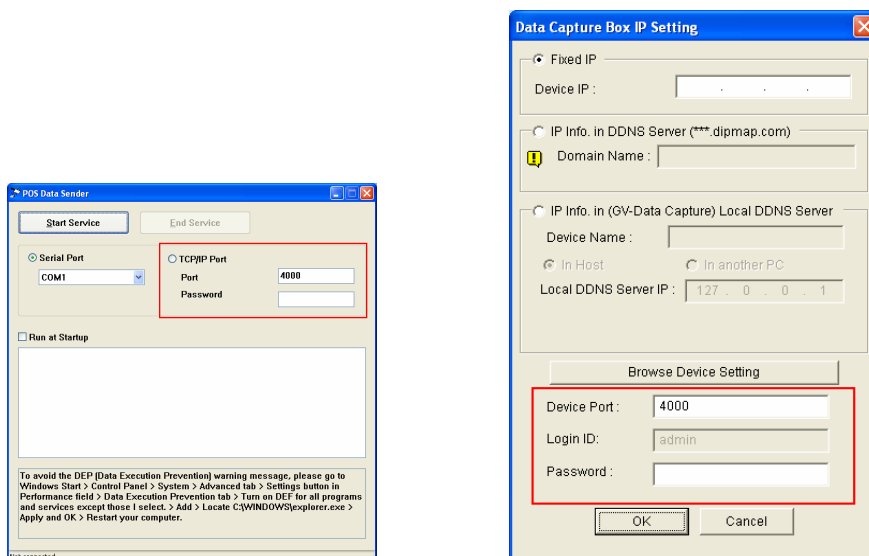 POS Data Sender
Start Service
End Service
Serial Port
COM1
TCP/IP Port
Port
4000
Password
Run at Startup
To avoid the DEP (Data Execution Prevention) warning message, please go to
Windows Start > Control Panel > System > Advanced tab > Settings button in
Performance field > Data Execution Prevention tab > Turn on DEF for all programs
and services except those I select. > Add > Locate C:\WINDOWS\explorer.exe >
Apply and OK > Restart your computer.
Data Capture Box IP Setting
Fixed IP
Device IP :
. . .
IP Info. in DDNS Server (***.dipmap.com)
Domain Name :
IP Info. in (GV-Data Capture) Local DDNS Server
Device Name :
In Host
In another PC
Local DDNS Server IP :
127 . 0 . 0 . 1
Browse Device Setting
Device Port :
4000
Login ID:
admin
Password :
OK
Cancel